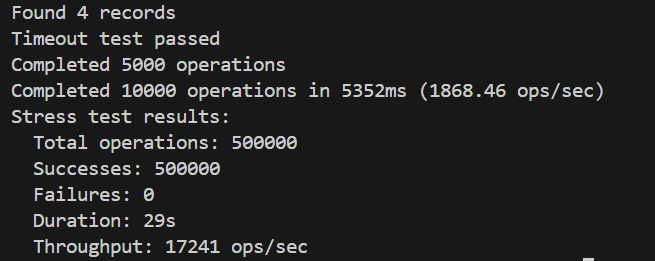 Found 4 records
Timeout test passed
Completed 5000 operations
Completed 10000 operations in 5352ms (1868.46 ops/sec)
Stress test results:
  Total operations: 500000
  Successes: 500000
  Failures: 0
  Duration: 29s
  Throughput: 17241 ops/sec